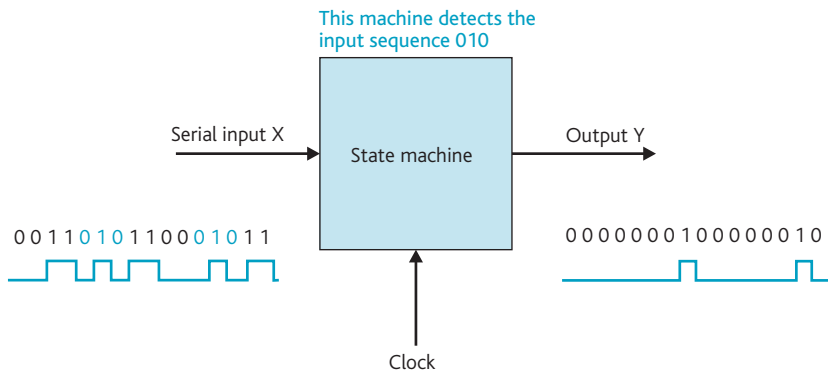 This machine detects the
input sequence 010
Serial input X
State machine
Output Y
0 0 1 1 0 1 0 1 1 0 0 0 1 0 1 1
0 0 0 0 0 0 0 1 0 0 0 0 0 0 1 0
Clock